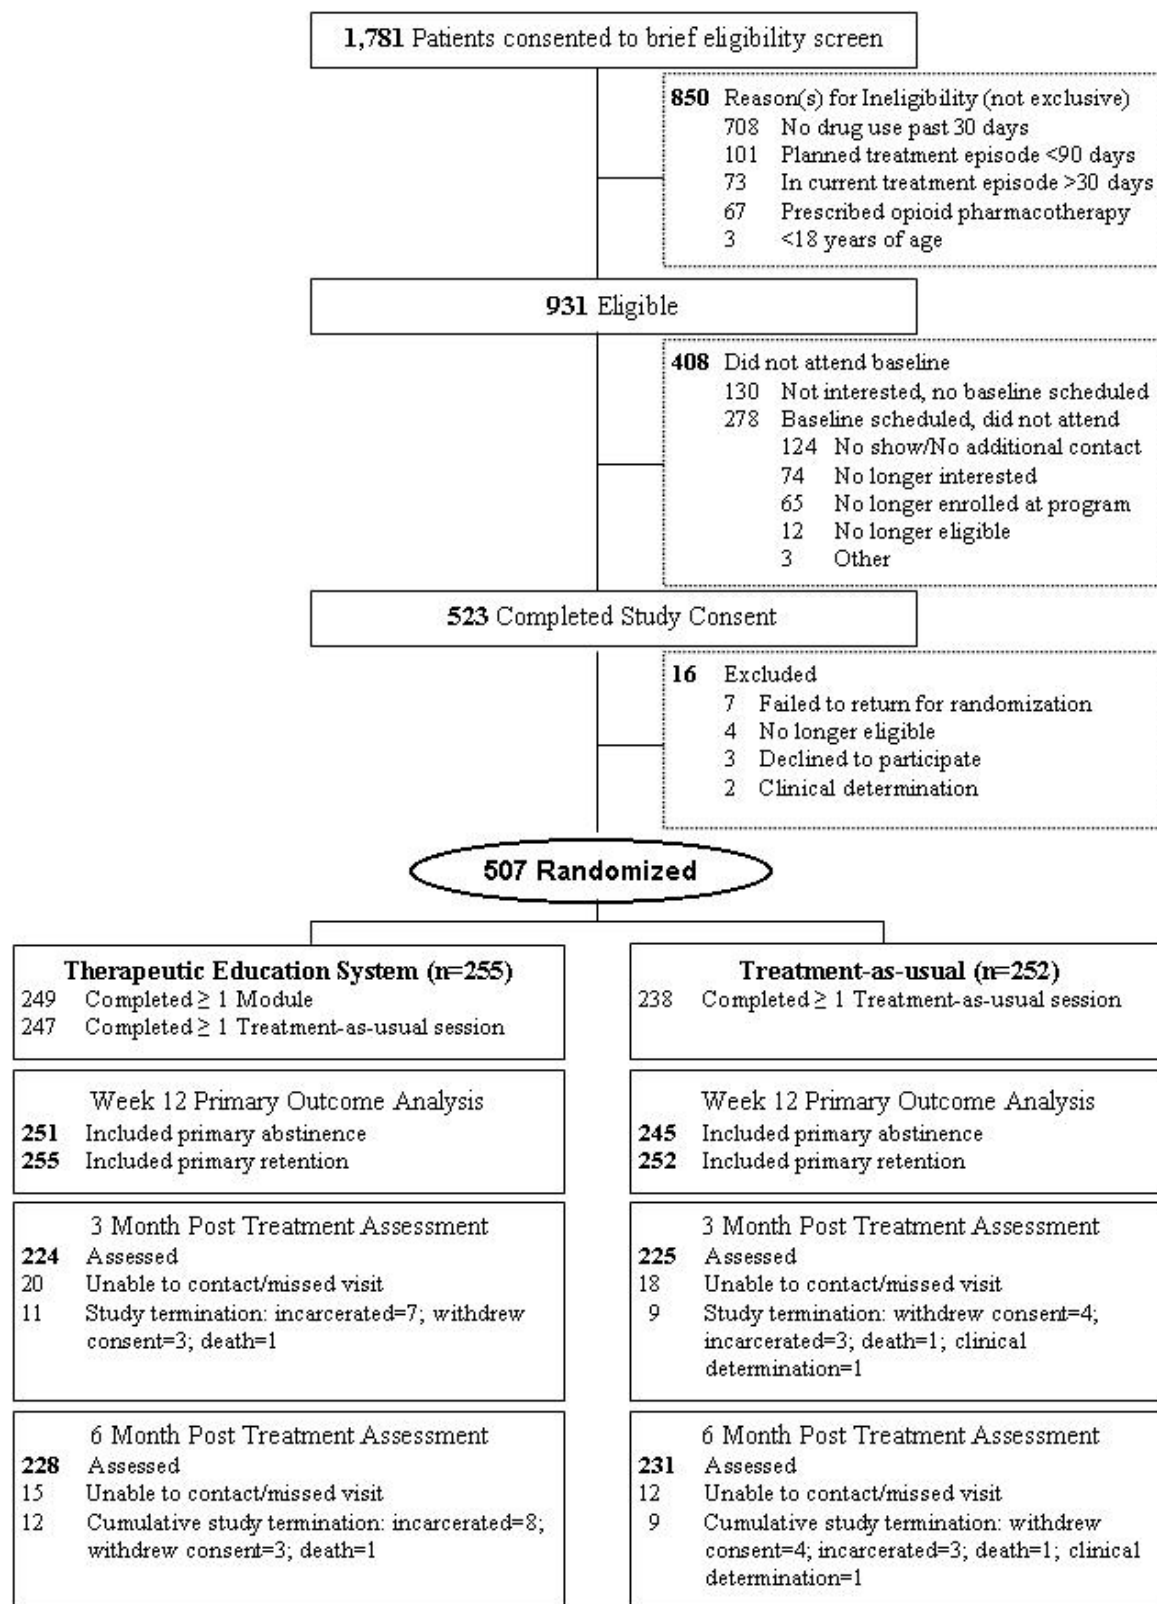 1,781 Patients consented to brief eligibility screen
850 Reason(s) for Ineligibility (not exclusive)
708 No drug use past 30 days
101 Planned treatment episode <90 days
73 In current treatment episode >30 days
67 Prescribed opioid pharmacotherapy
3 <18 years of age
931 Eligible
408 Did not attend baseline
130 Not interested, no baseline scheduled
278 Baseline scheduled, did not attend
124 No show/No additional contact
74 No longer interested
65 No longer enrolled at program
12 No longer eligible
3 Other
523 Completed Study Consent
16 Excluded
7 Failed to return for randomization
4 No longer eligible
3 Declined to participate
2 Clinical determination
507 Randomized
Therapeutic Education System (n=255)
249 Completed ≥ 1 Module
247 Completed ≥ 1 Treatment-as-usual session
Week 12 Primary Outcome Analysis
251 Included primary abstinence
255 Included primary retention
3 Month Post Treatment Assessment
224 Assessed
20 Unable to contact/missed visit
11 Study termination: incarcerated=7; withdrew
consent=3; death=1
6 Month Post Treatment Assessment
228 Assessed
15 Unable to contact/missed visit
12 Cumulative study termination: incarcerated=8;
withdrew consent=3; death=1
Treatment-as-usual (n=252)
238 Completed ≥ 1 Treatment-as-usual session
Week 12 Primary Outcome Analysis
245 Included primary abstinence
252 Included primary retention
3 Month Post Treatment Assessment
225 Assessed
18 Unable to contact/missed visit
9 Study termination: withdrew consent=4;
incarcerated=3; death=1; clinical
determination=1
6 Month Post Treatment Assessment
231 Assessed
12 Unable to contact/missed visit
9 Cumulative study termination: withdrew
consent=4; incarcerated=3; death=1; clinical
determination=1